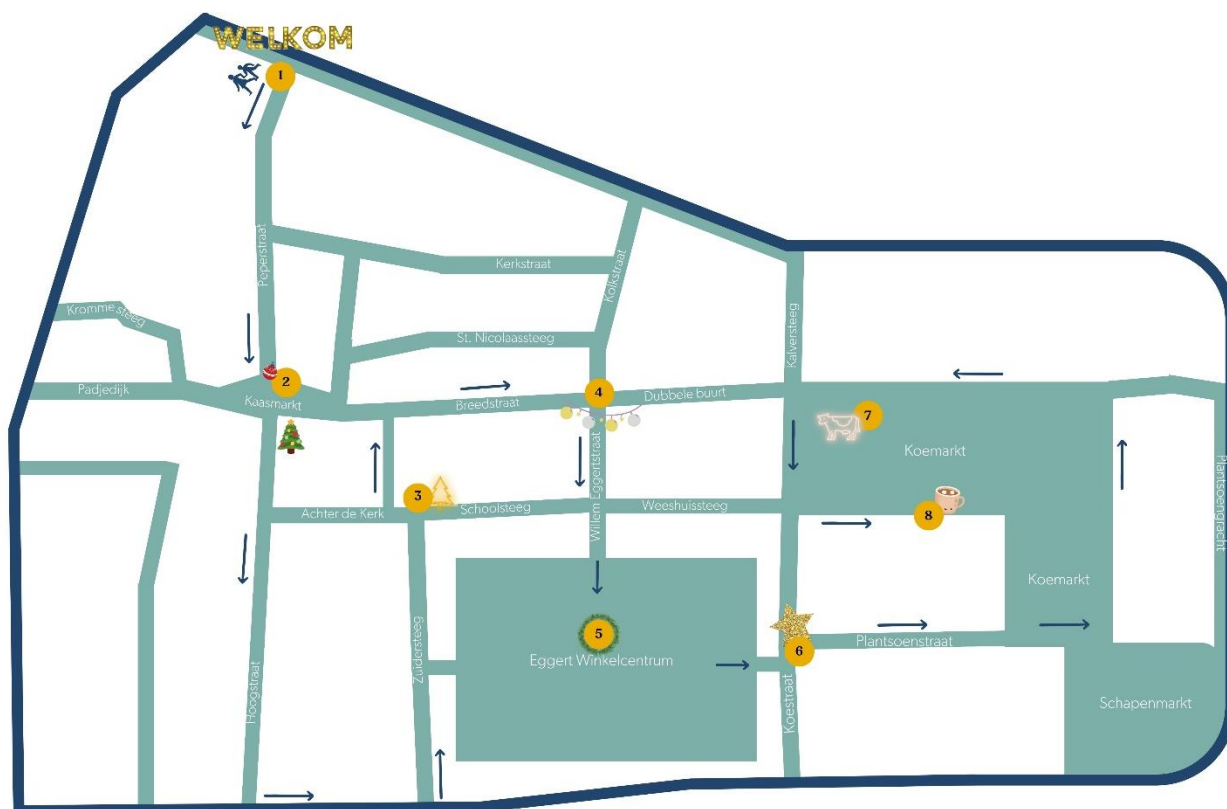 WELKOM
1
Peperstraat
Kerkstraat
Kolkstraat
Kromme steeg
St. Nicolaassteeg
Kalversteeg
Padjedijk
2
Kaasmarkt
Breedstraat
4
Dubbele buurt
7
Koemarkt
3
Achter de Kerk
Schoolsteeg
Willem Eggertstraat
Weeshuissteeg
8
Plantsoengracht
Koemarkt
5
Eggert Winkelcentrum
6
Plantsoenstraat
Hoogstraat
Zuidersteeg
Koestraat
Schapenmarkt